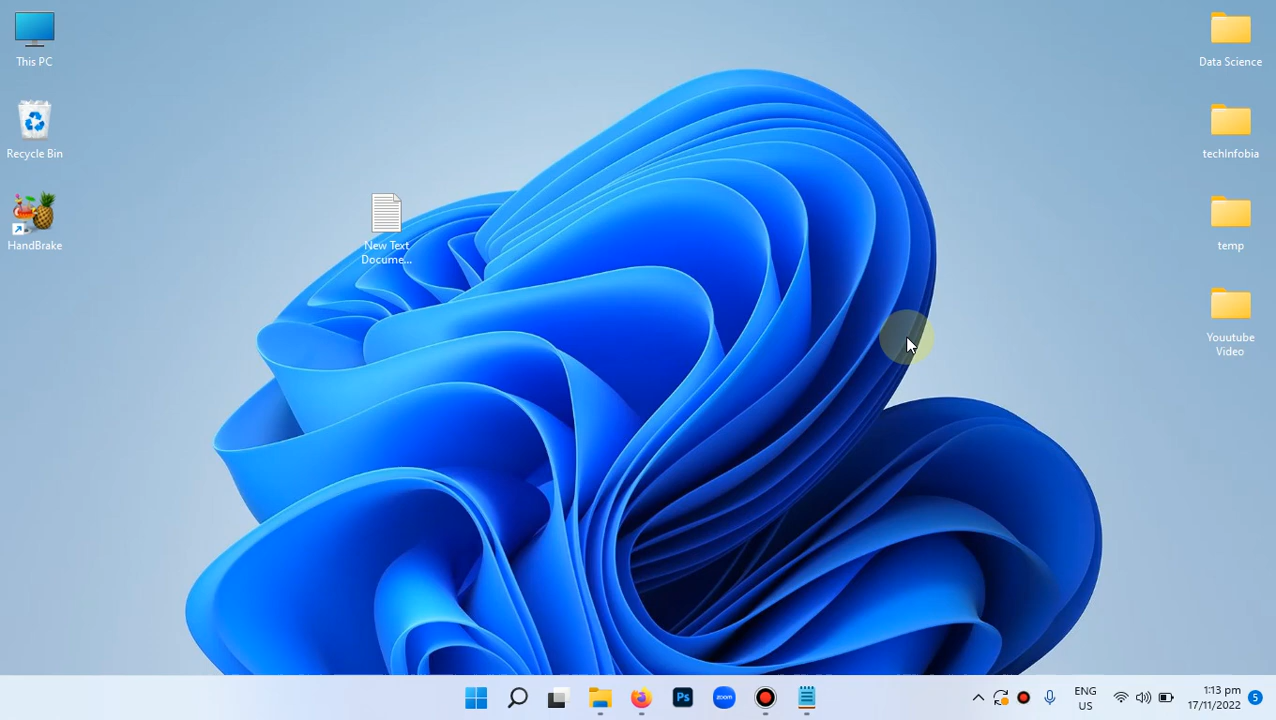 This PC
Recycle Bin
HandBrake
New Text
Docume...
Data Science
techInfobia
temp
Youutube
Video
Ps
zoom
ENG
US
1:13 pm
17/11/2022
5